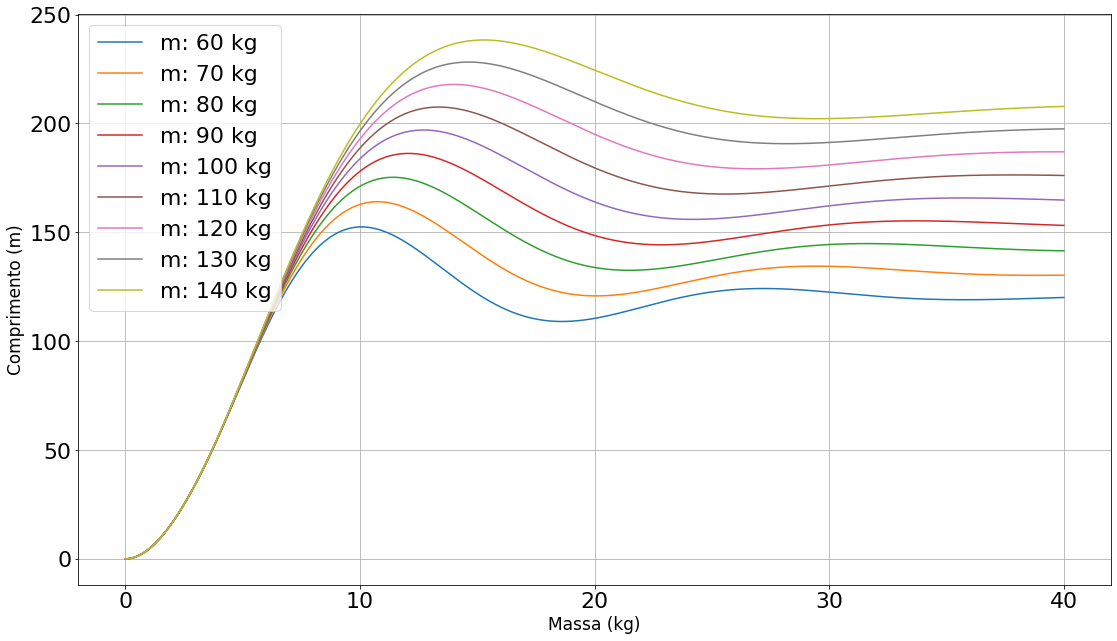 250
200
150
100
50
0
m: 60 kg
m: 70 kg
m: 80 kg
m: 90 kg
m: 100 kg
m: 110 kg
m: 120 kg
m: 130 kg
m: 140 kg
Comprimento (m)
0 10 20 30 40
Massa (kg)